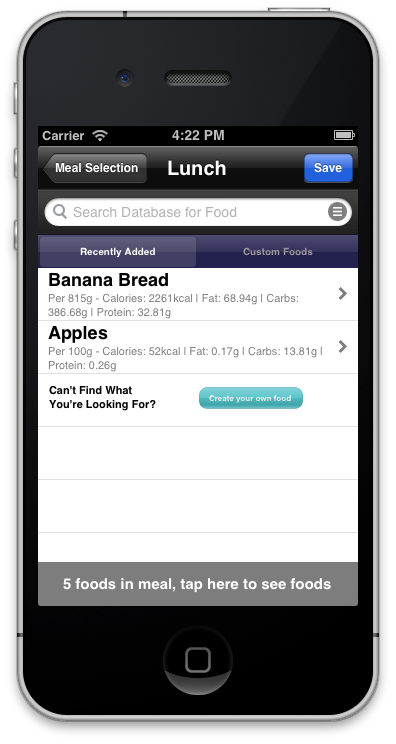 Carrier 4:22 PM
Meal Selection Lunch Save
Search Database for Food
Recently Added Custom Foods
Banana Bread
Per 815g - Calories: 2261kcal | Fat: 68.94g | Carbs:
386.68g | Protein: 32.81g
Apples
Per 100g - Calories: 52kcal | Fat: 0.17g | Carbs: 13.81g |
Protein: 0.26g
Can't Find What
You're Looking For?
Create your own food
5 foods in meal, tap here to see foods